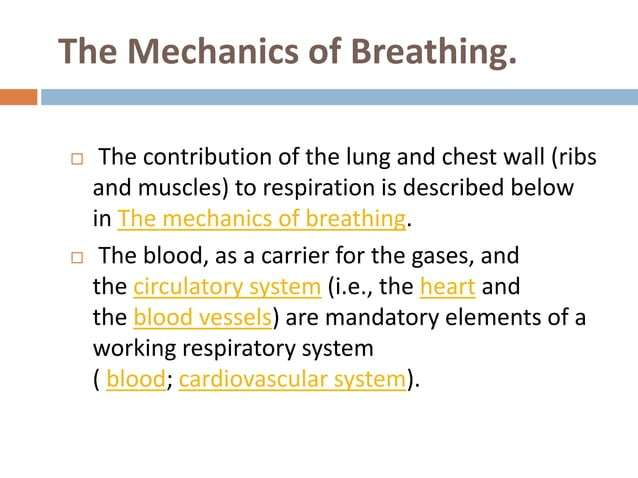 The Mechanics of Breathing.
The contribution of the lung and chest wall (ribs
and muscles) to respiration is described below
in The mechanics of breathing.
The blood, as a carrier for the gases, and
the circulatory system (i.e., the heart and
the blood vessels) are mandatory elements of a
working respiratory system
( blood; cardiovascular system).